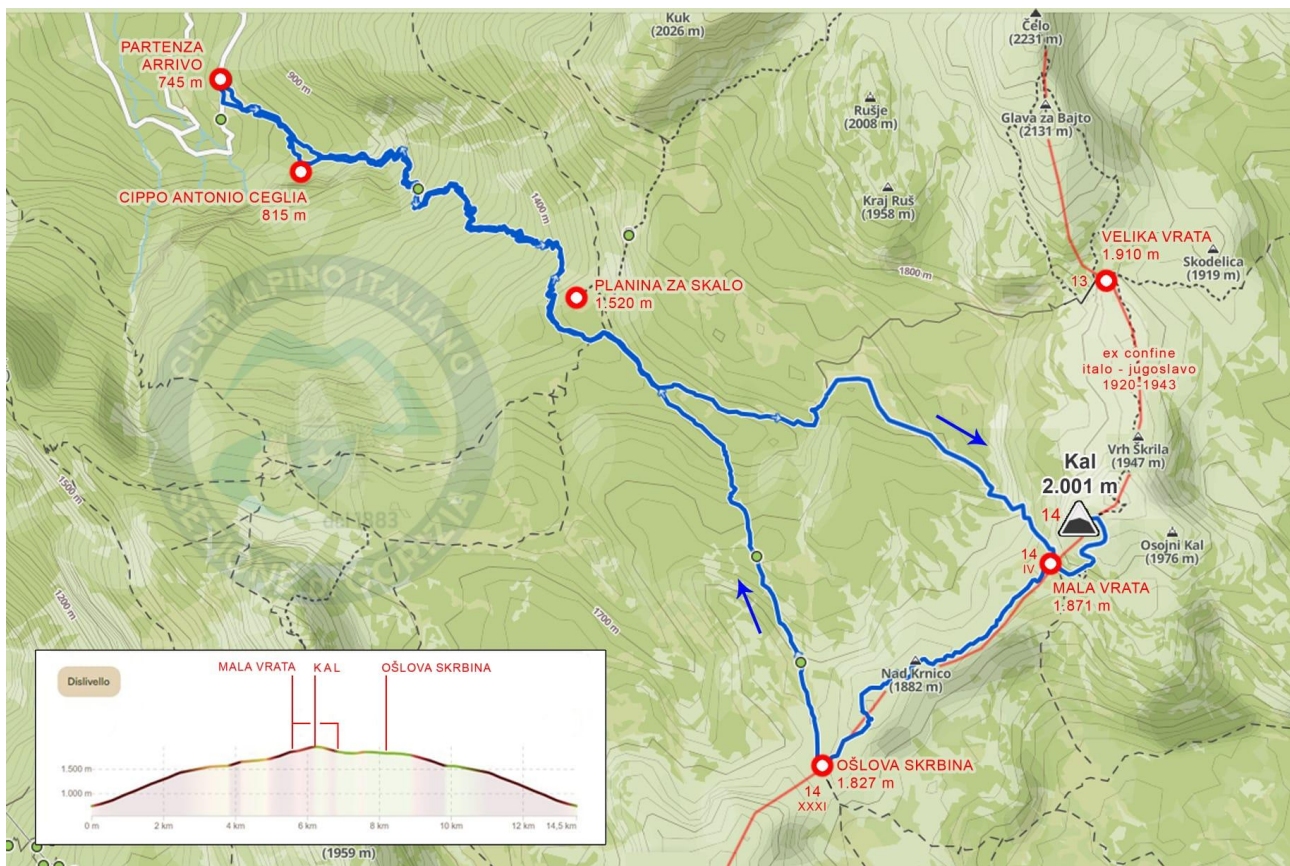 Kuk
(2026 m)
Čelo
(2231 m)
PARTENZA
ARRIVO
745 m
900 m
Rušje
(2008 m)
Glava za Bajto
(2131 m)
CIPPO ANTONIO CEGLIA
815 m
1400 m
Kraj Ruš
(1958 m)
VELIKA VRATA
1.910 m
13
Skodelica
(1919 m)
1800 m
PLANINA ZA SKALO
1.520 m
CLUB ALPINO ITALIANO
ex confine
italo - jugoslavo
1920-1943
Vrh Škrila
(1947 m)
Kal
2.001 m
14
1500 m
dal 1883
SEZIONE DI GORIZIA
Osojni Kal
(1976 m)
14
IV.
MALA VRATA
1.871 m
1200 m
1700 m
Nad Krnico
(1882 m)
OŠLOVA SKRBINA
1.827 m
14
XXXI
Dislivello
MALA VRATA
KAL
OŠLOVA SKRBINA
1.500 m
1.000 m
0 m
2 km
4 km
6 km
8 km
10 km
12 km
14,5 km
(1959 m)